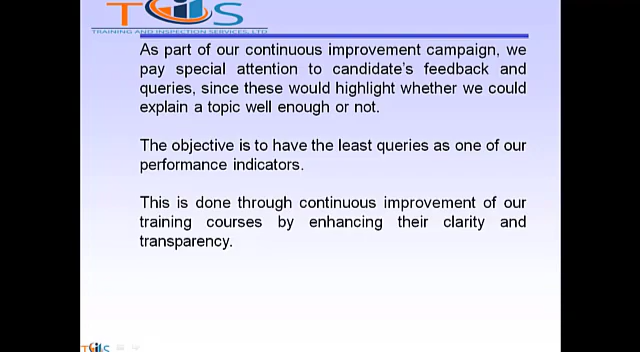 TIS
TRAINING AND INSPECTION SERVICES, LTD
As part of our continuous improvement campaign, we
pay special attention to candidate's feedback and
queries, since these would highlight whether we could
explain a topic well enough or not.
The objective is to have the least queries as one of our
performance indicators.
This is done through continuous improvement of our
training courses by enhancing their clarity and
transparency.
TIS